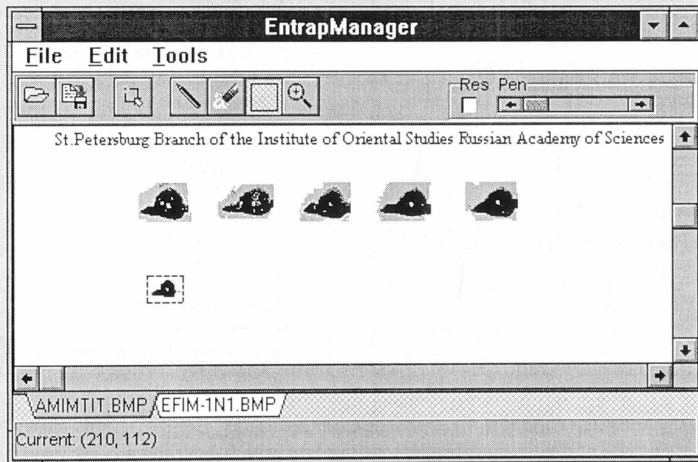 EntrapManager
File Edit Tools
Res Pen
St.Petersburg Branch of the Institute of Oriental Studies Russian Academy of Sciences
AMIMTIT.BMP EFIM-1N1.BMP
Current: (210, 112)